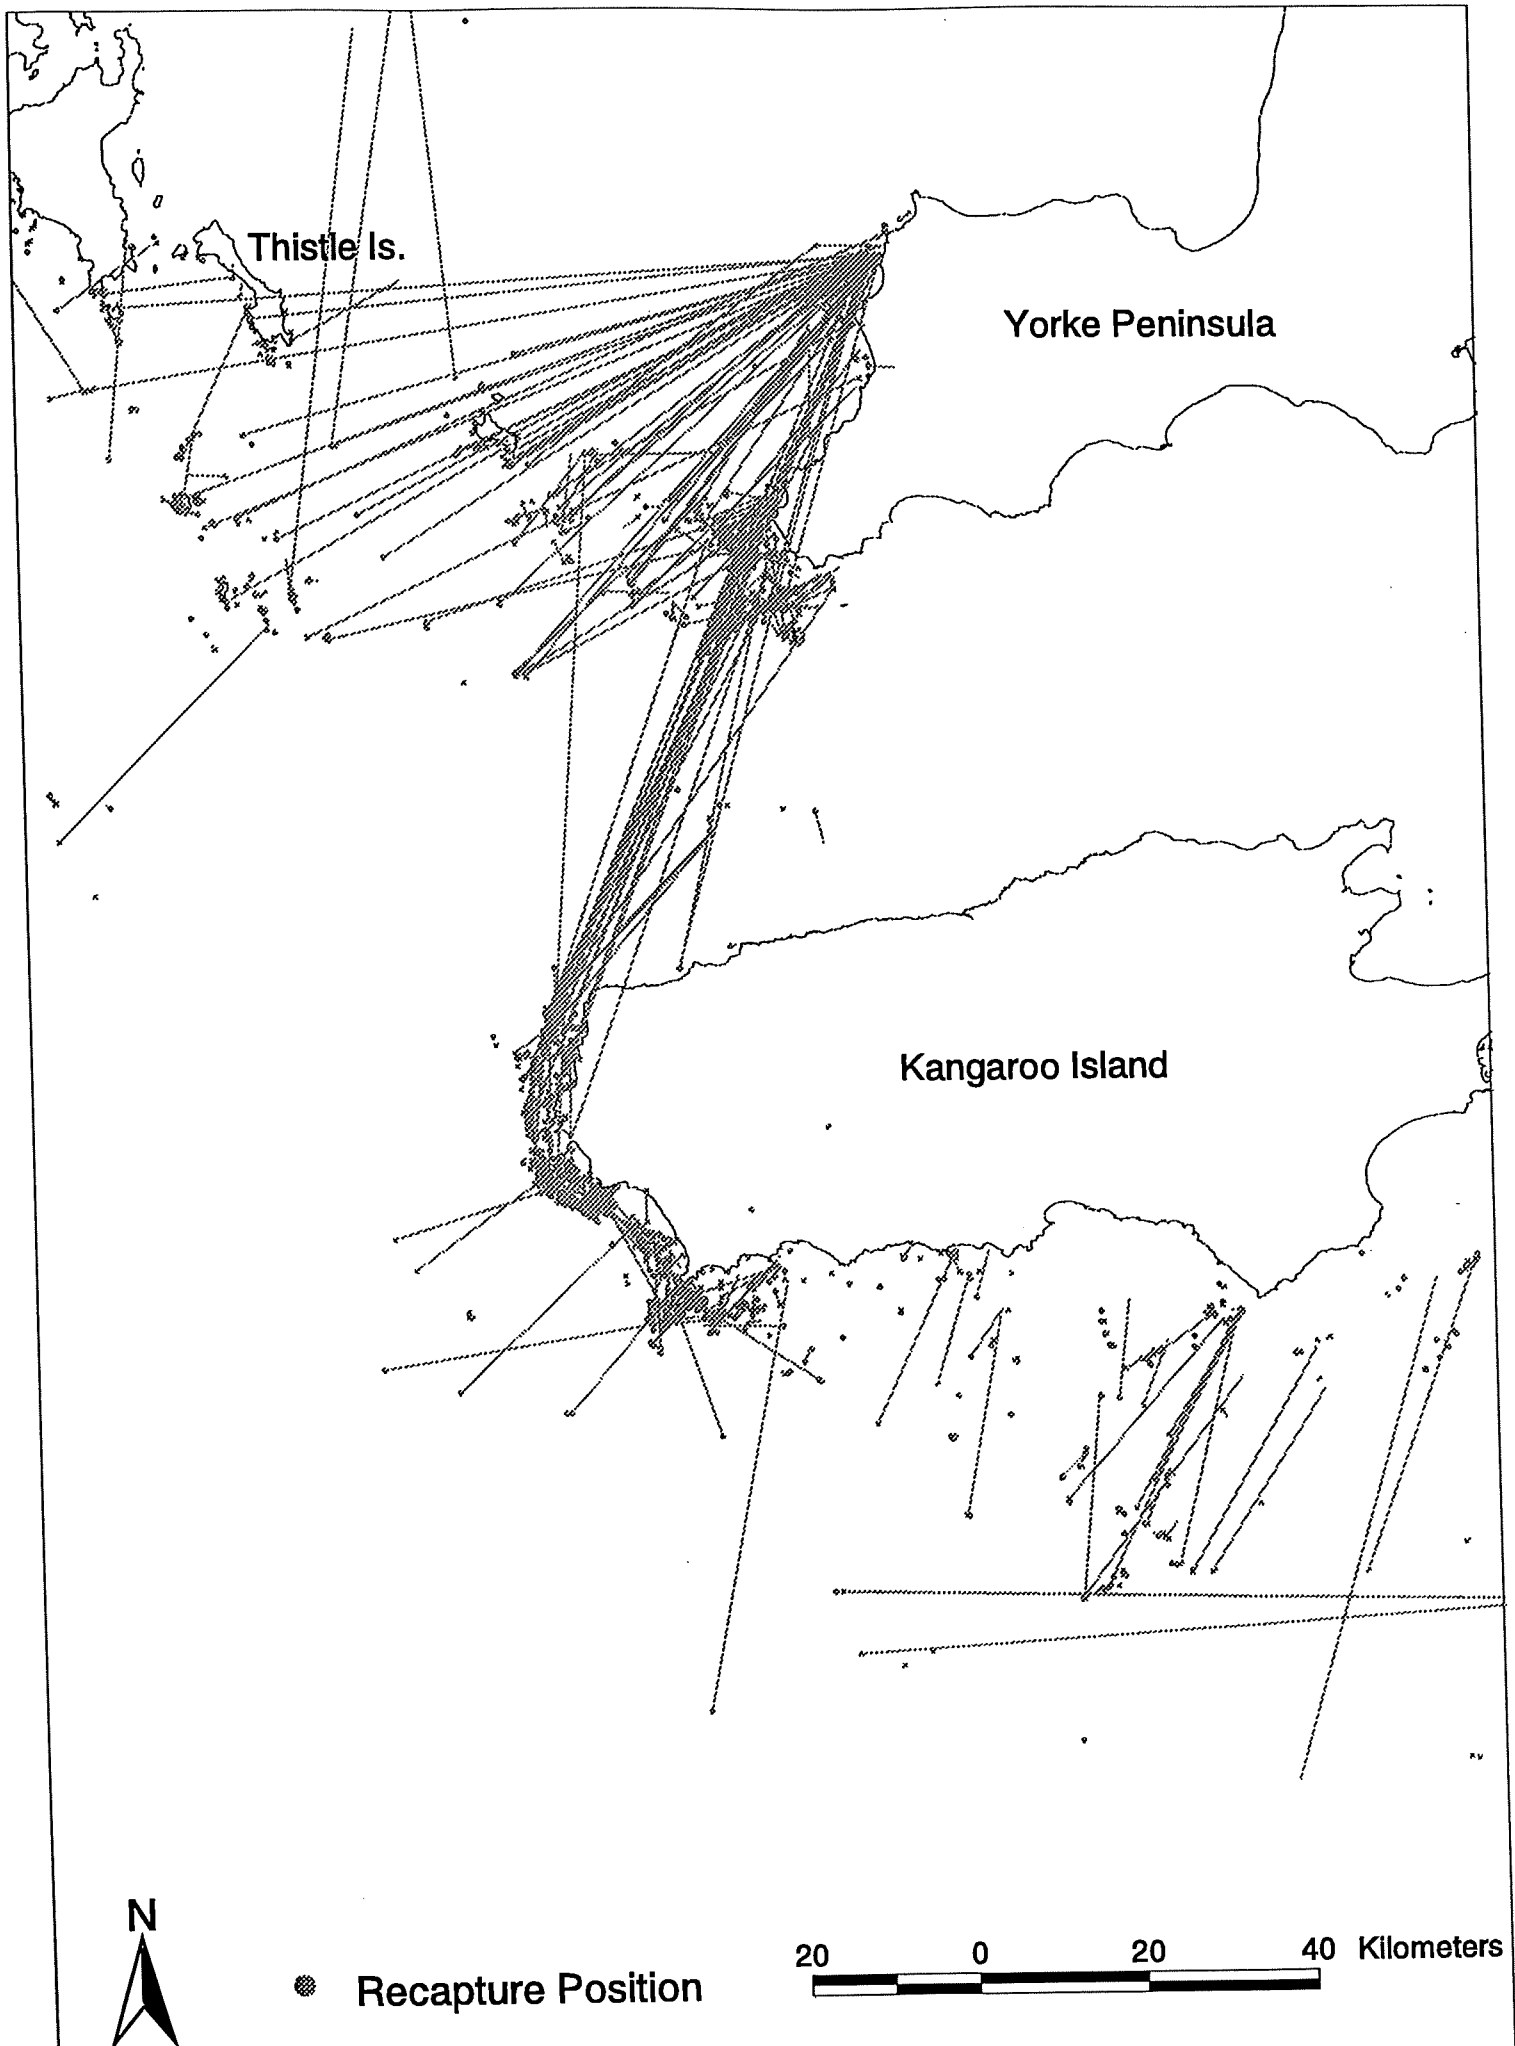 Thistle Is.
Yorke Peninsula
Kangaroo Island
N
20 0 20 40 Kilometers
Recapture Position